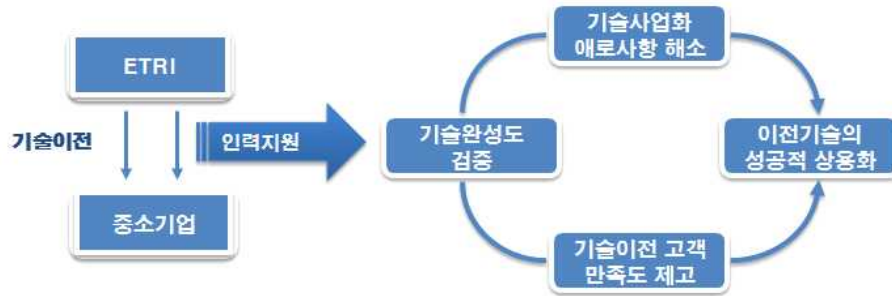 ETRI
기술이전
중소기업
인력지원
기술사업화
애로사항 해소
기술완성도
검증
이전기술의
성공적 상용화
기술이전 고객
만족도 제고